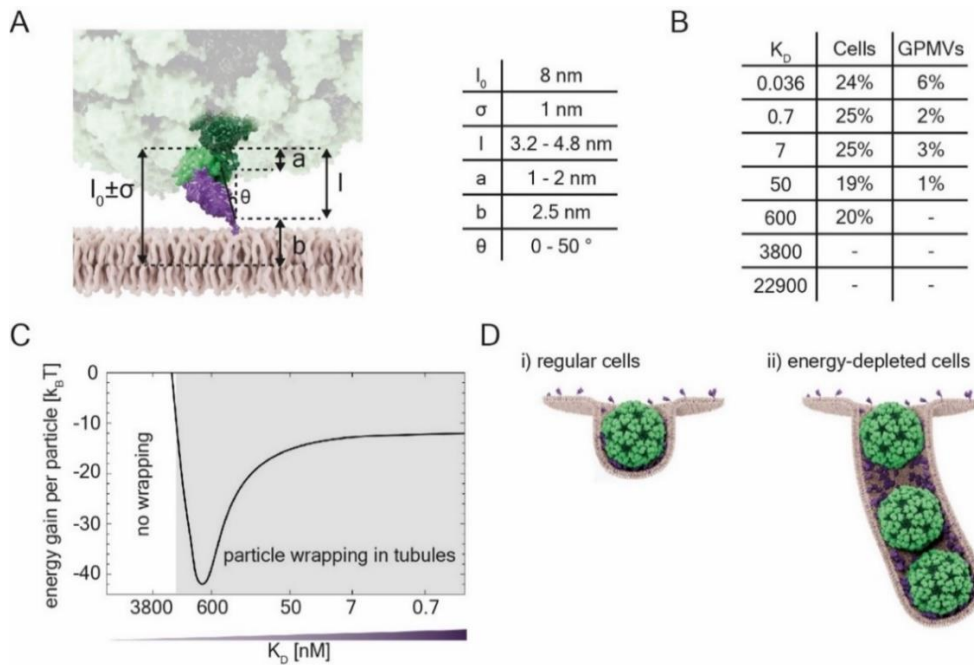 A
l₀±σ
a
θ
l
b
l₀ 8 nm
σ 1 nm
l 3.2 - 4.8 nm
a 1 - 2 nm
b 2.5 nm
θ 0 - 50 °
B
K_D Cells GPMVs
0.036 24% 6%
0.7 25% 2%
7 25% 3%
50 19% 1%
600 20% -
3800 - -
22900 - -
C
energy gain per particle [k_BT]
0
-10
-20
-30
-40
no wrapping
particle wrapping in tubules
3800 600 50 7 0.7
K_D [nM]
D
i) regular cells
ii) energy-depleted cells